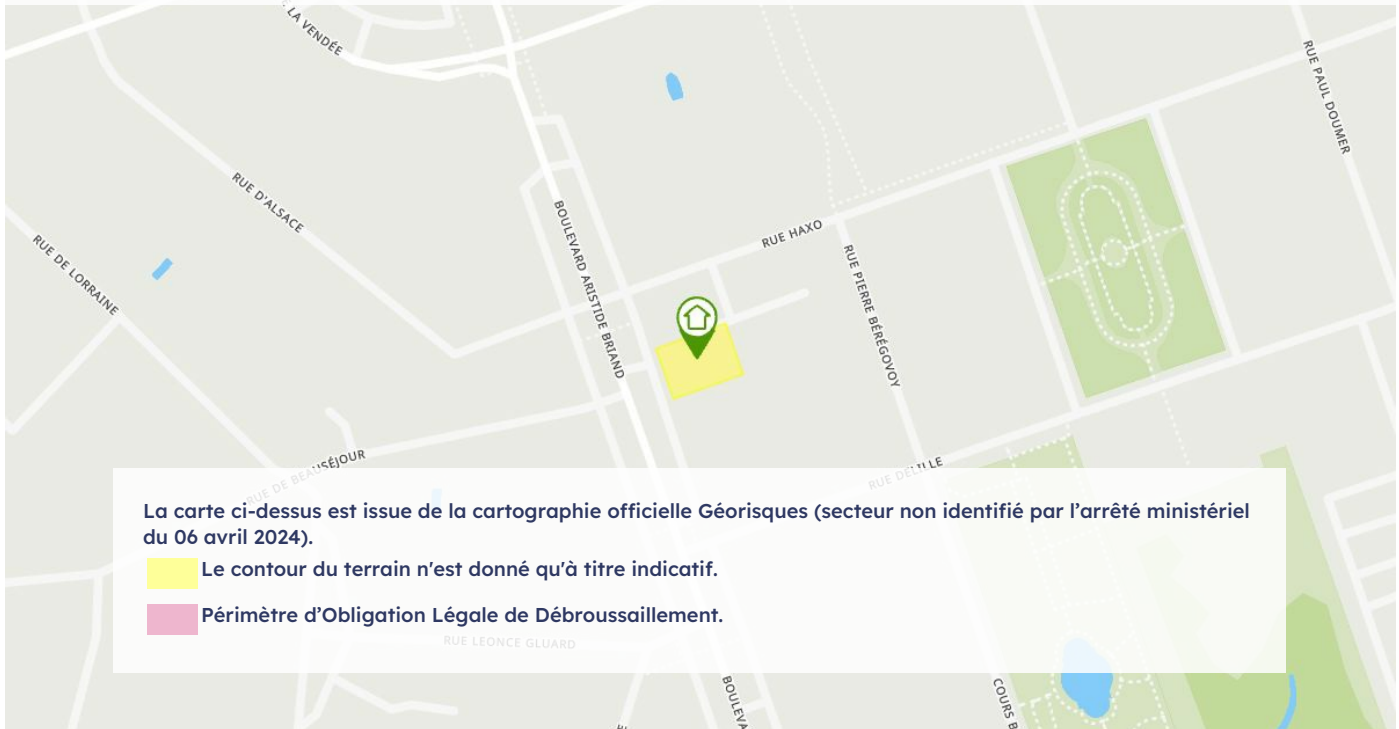 LA VENDÉE
RUE PAUL DOUMER
RUE D'ALSACE
BOULEVARD ARISTIDE BRIAND
RUE HAXO
RUE DE LORRAINE
RUE PIERRE BÉRÉGOVOY
RUE DE BEAUSÉJOUR
RUE DELILLE
La carte ci-dessus est issue de la cartographie officielle Géorisques (secteur non identifié par l’arrêté ministériel
du 06 avril 2024).
Le contour du terrain n'est donné qu'à titre indicatif.
Périmètre d’Obligation Légale de Débroussaillement.
RUE LEONCE GLUARD
BOULEVA
COURS B